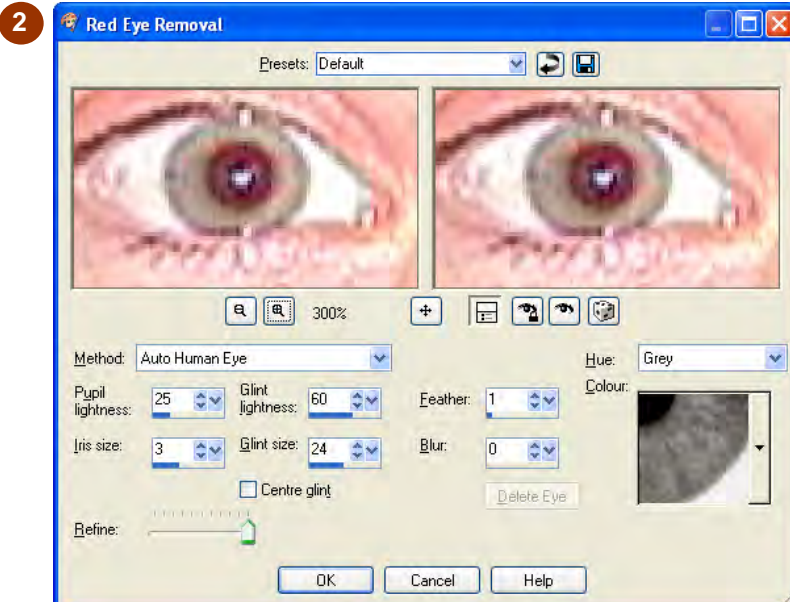 2
Red Eye Removal
Presets: Default
300%
Method: Auto Human Eye
Hue: Grey
Pupil lightness: 25
Glint lightness: 60
Feather: 1
Colour:
Iris size: 3
Glint size: 24
Blur: 0
Centre glint
Delete Eye
Refine:
OK Cancel Help